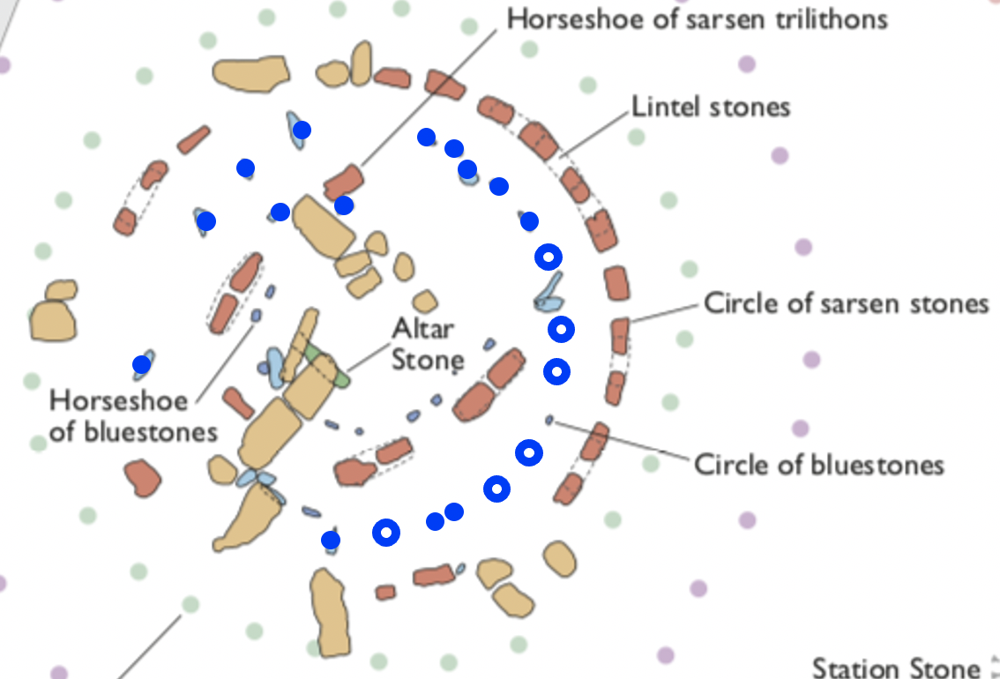 Horseshoe of sarsen trilithons
Lintel stones
Circle of sarsen stones
Altar
Stone
Horseshoe
of bluestones
Circle of bluestones
Station Stone